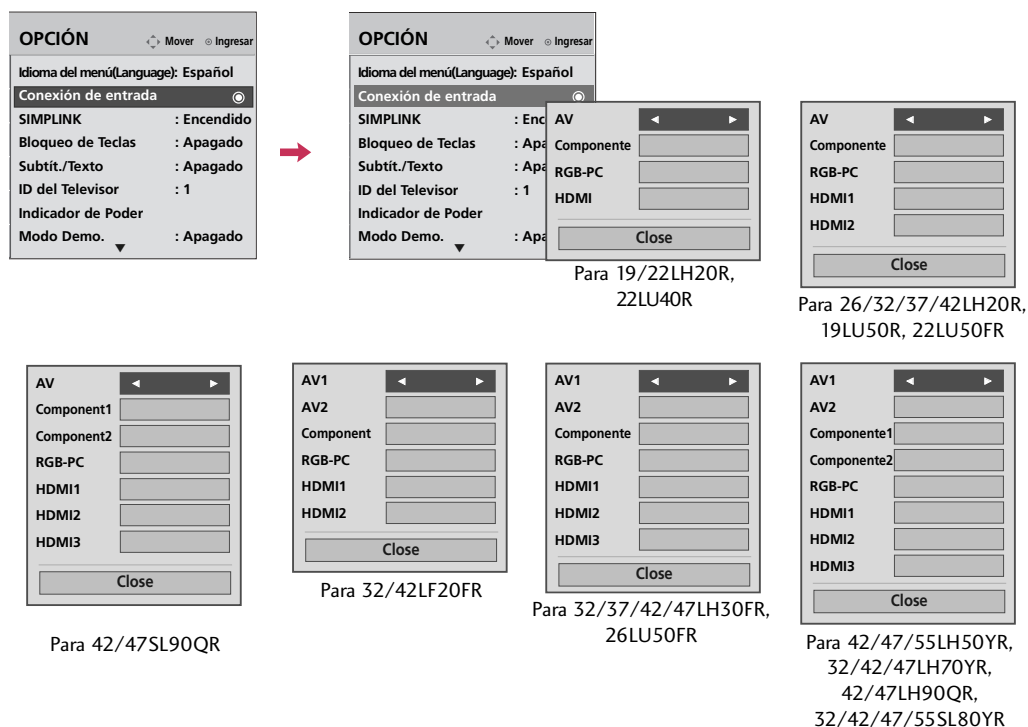 OPCIÓN Mover Ingresar
Idioma del menú(Language): Español
Conexión de entrada
SIMPLINK : Encendido
Bloqueo de Teclas : Apagado
Subtít./Texto : Apagado
ID del Televisor : 1
Indicador de Poder
Modo Demo. : Apagado
OPCIÓN Mover Ingresar
Idioma del menú(Language): Español
Conexión de entrada
SIMPLINK : Enc
Bloqueo de Teclas : Apa
Subtít./Texto : Apa
ID del Televisor : 1
Indicador de Poder
Modo Demo. : Apa
AV
Componente
RGB-PC
HDMI
Close
Para 19/22LH20R,
22LU40R
AV
Componente
RGB-PC
HDMI1
HDMI2
Close
Para 26/32/37/42LH20R,
19LU50R, 22LU50FR
AV
Component1
Component2
RGB-PC
HDMI1
HDMI2
HDMI3
Close
Para 42/47SL90QR
AV1
AV2
Component
RGB-PC
HDMI1
HDMI2
Close
Para 32/42LF20FR
AV1
AV2
Componente
RGB-PC
HDMI1
HDMI2
HDMI3
Close
Para 32/37/42/47LH30FR,
26LU50FR
AV1
AV2
Componente1
Componente2
RGB-PC
HDMI1
HDMI2
HDMI3
Close
Para 42/47/55LH50YR,
32/42/47LH70YR,
42/47LH90QR,
32/42/47/55SL80YR